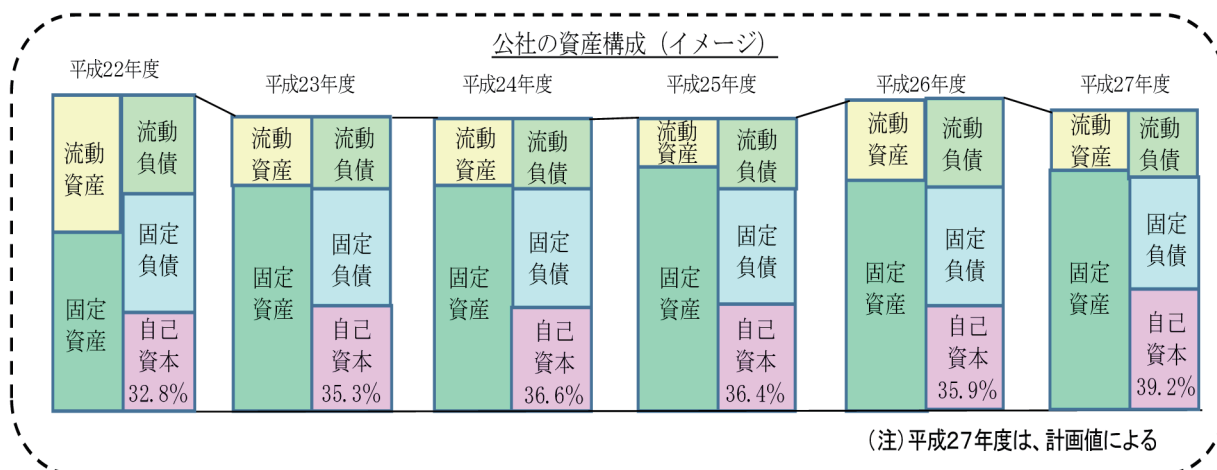 公社の資産構成（イメージ）
平成22年度
流動
資産
固定
資産
流動
負債
固定
負債
自己
資本
32.8%
平成23年度
流動
資産
固定
資産
流動
負債
固定
負債
自己
資本
35.3%
平成24年度
流動
資産
固定
資産
流動
負債
固定
負債
自己
資本
36.6%
平成25年度
流動
資産
固定
資産
流動
負債
固定
負債
自己
資本
36.4%
平成26年度
流動
資産
固定
資産
流動
負債
固定
負債
自己
資本
35.9%
平成27年度
流動
資産
固定
資産
流動
負債
固定
負債
自己
資本
39.2%
（注）平成２７年度は、計画値による